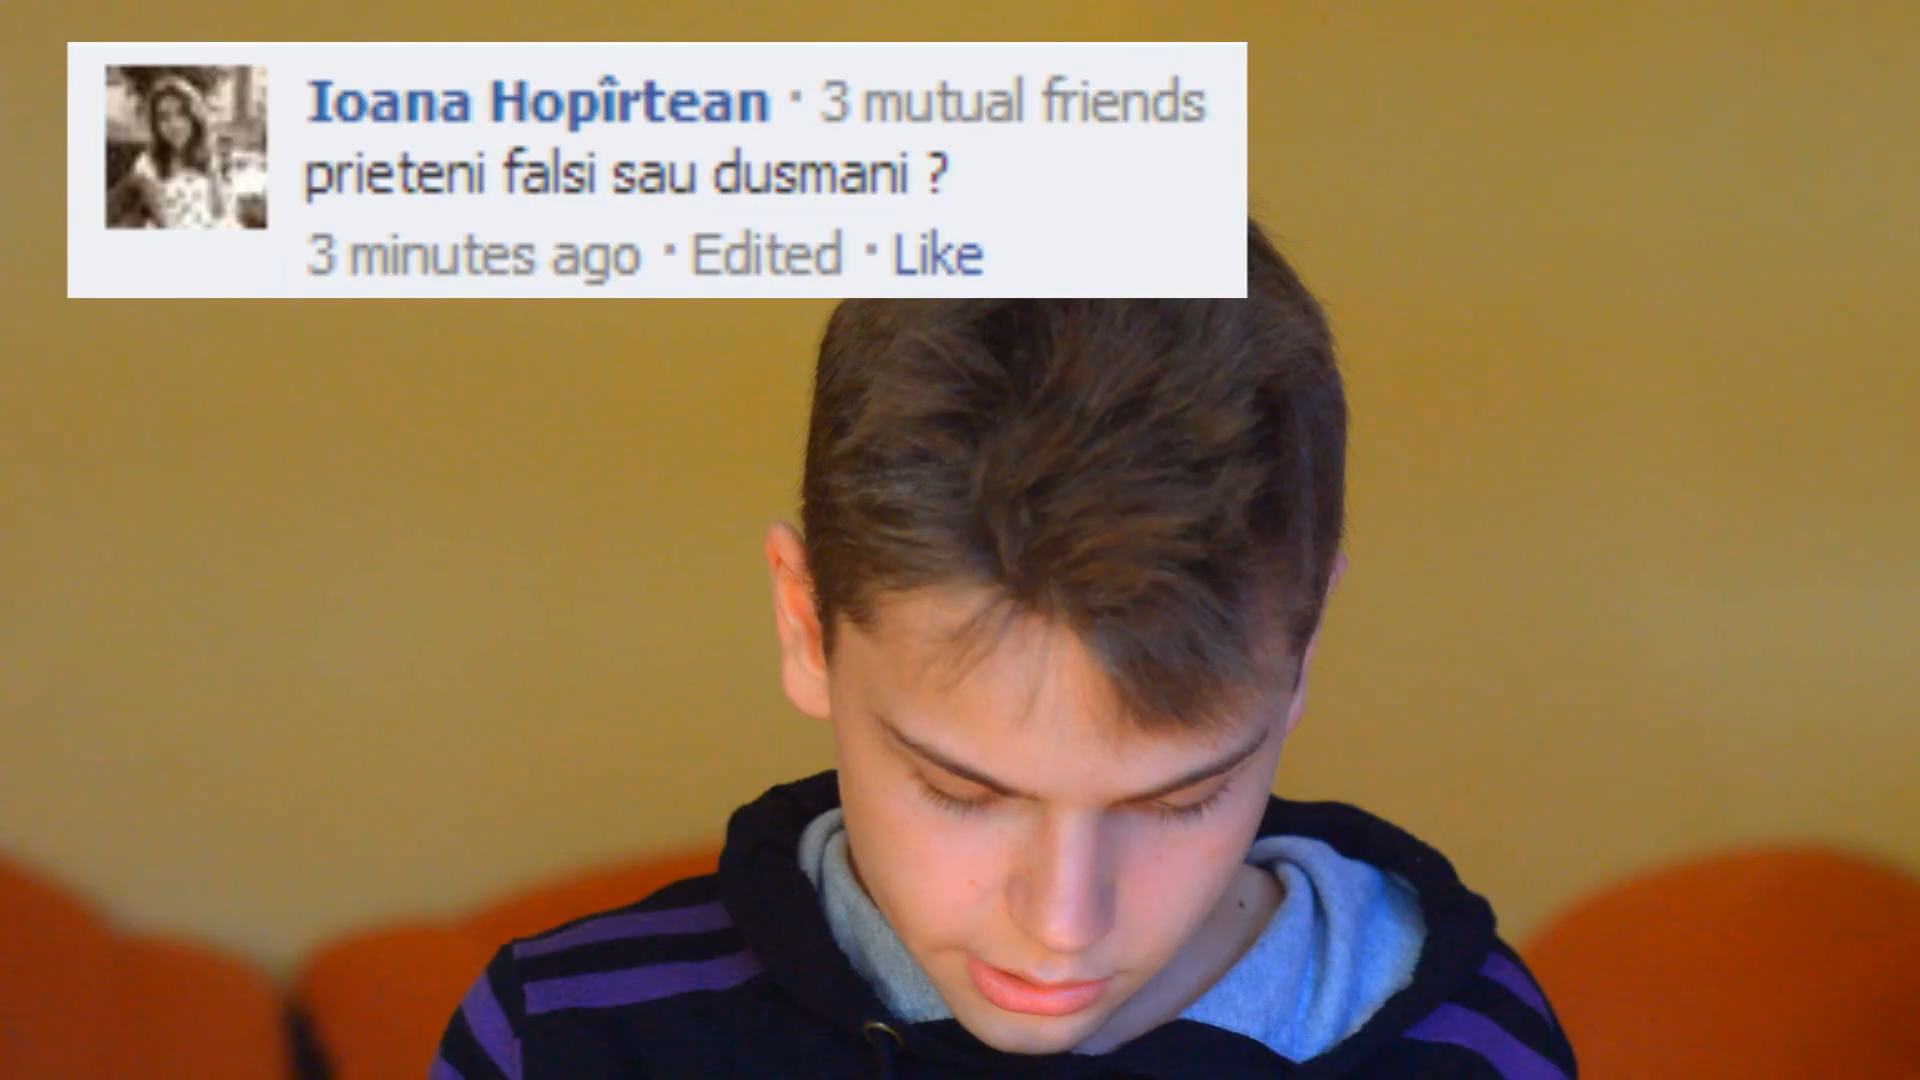 Ioana Hopîrtean · 3 mutual friends
prieteni falsi sau dusmani ?
3 minutes ago · Edited · Like